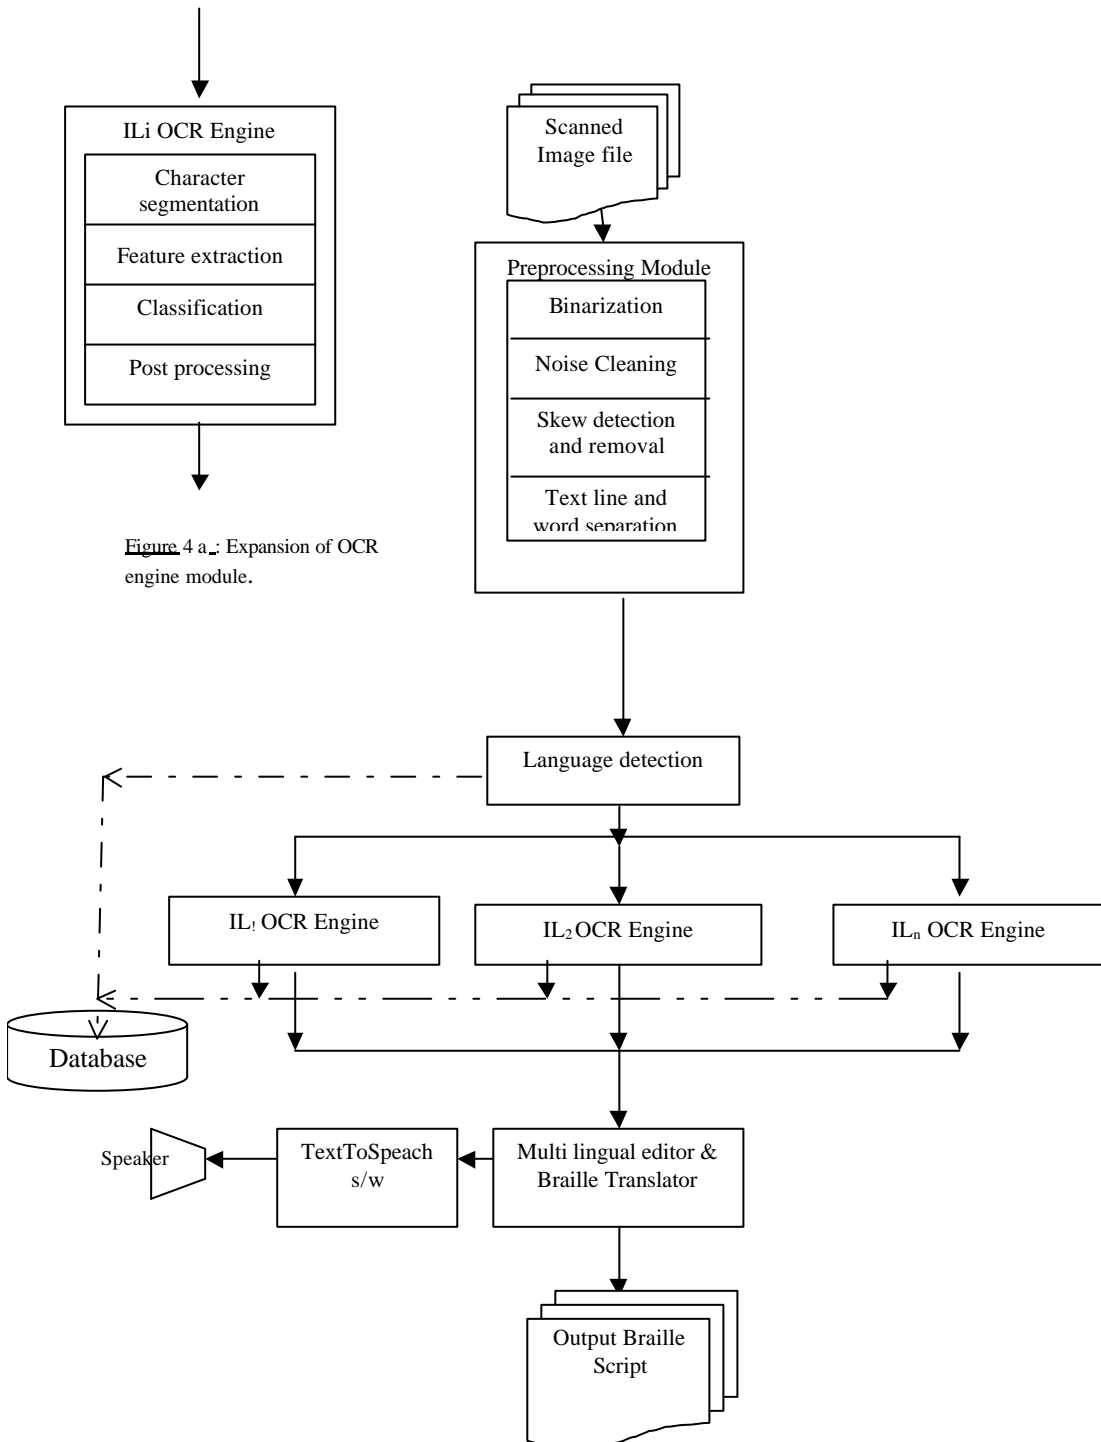 ILi OCR Engine
Character
segmentation
Feature extraction
Classification
Post processing
Figure 4 a : Expansion of OCR
engine module.
Scanned
Image file
Preprocessing Module
Binarization
Noise Cleaning
Skew detection
and removal
Text line and
word separation
Language detection
IL! OCR Engine
IL2 OCR Engine
ILn OCR Engine
Database
Speaker
TextToSpeach
s/w
Multi lingual editor &
Braille Translator
Output Braille
Script